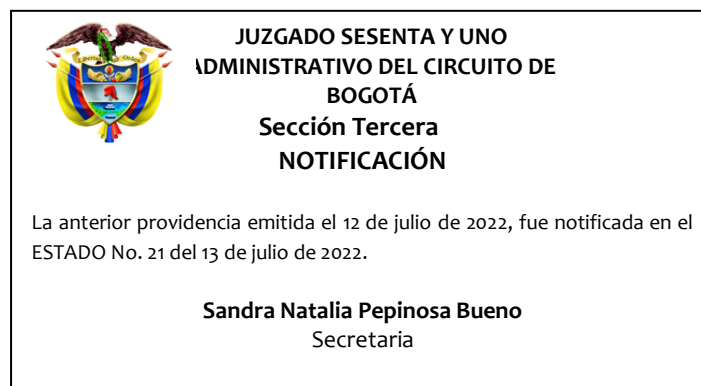 JUZGADO SESENTA Y UNO
ADMINISTRATIVO DEL CIRCUITO DE
BOGOTÁ
Sección Tercera
NOTIFICACIÓN
La anterior providencia emitida el 12 de julio de 2022, fue notificada en el
ESTADO No. 21 del 13 de julio de 2022.
Sandra Natalia Pepinosa Bueno
Secretaria